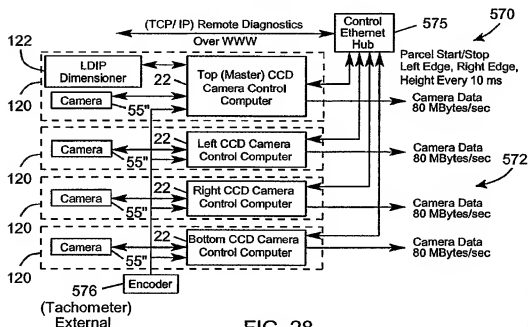 (TCP/ IP) Remote Diagnostics
Over WWW
Control
Ethernet
Hub
575
570
Parcel Start/Stop
Left Edge, Right Edge,
Height Every 10 ms
122
LDIP
Dimensioner
22
Top (Master) CCD
Camera Control
Computer
120
Camera
55"
Camera Data
80 MBytes/sec
Camera
55"
22
Left CCD Camera
Control Computer
Camera Data
80 MBytes/sec
120
572
Camera
55"
22
Right CCD Camera
Control Computer
Camera Data
80 MBytes/sec
120
Camera
55"
22
Bottom CCD Camera
Control Computer
Camera Data
80 MBytes/sec
120
576
Encoder
(Tachometer)
External
FIG. 28